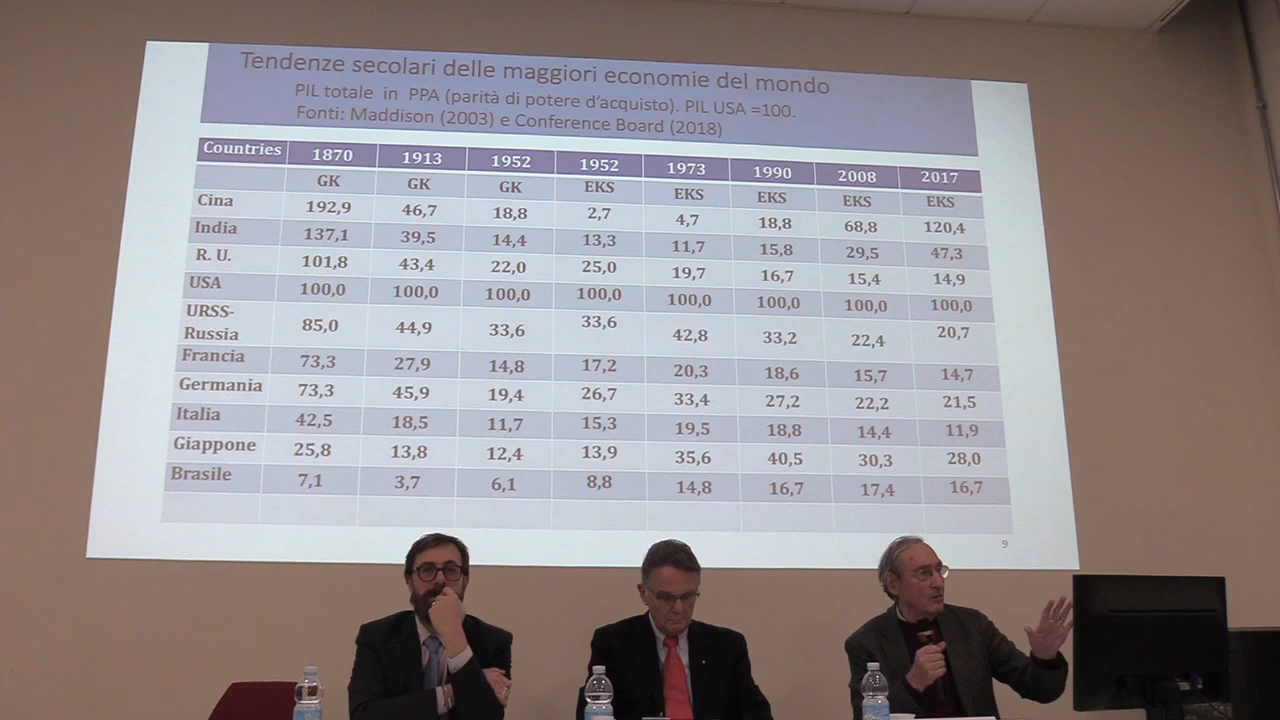 Tendenze secolari delle maggiori economie del mondo
PIL totale in PPA (parità di potere d'acquisto). PIL USA =100.
Fonti: Maddison (2003) e Conference Board (2018)
Countries 1870 1913 1952 1952 1973 1990 2008 2017
GK GK GK EKS EKS EKS EKS EKS
Cina 192,9 46,7 18,8 2,7 4,7 18,8 68,8 120,4
India 137,1 39,5 14,4 13,3 11,7 15,8 29,5 47,3
R. U. 101,8 43,4 22,0 25,0 19,7 16,7 15,4 14,9
USA 100,0 100,0 100,0 100,0 100,0 100,0 100,0 100,0
URSS-
Russia 85,0 44,9 33,6 33,6 42,8 33,2 22,4 20,7
Francia 73,3 27,9 14,8 17,2 20,3 18,6 15,7 14,7
Germania 73,3 45,9 19,4 26,7 33,4 27,2 22,2 21,5
Italia 42,5 18,5 11,7 15,3 19,5 18,8 14,4 11,9
Giappone 25,8 13,8 12,4 13,9 35,6 40,5 30,3 28,0
Brasile 7,1 3,7 6,1 8,8 14,8 16,7 17,4 16,7
9